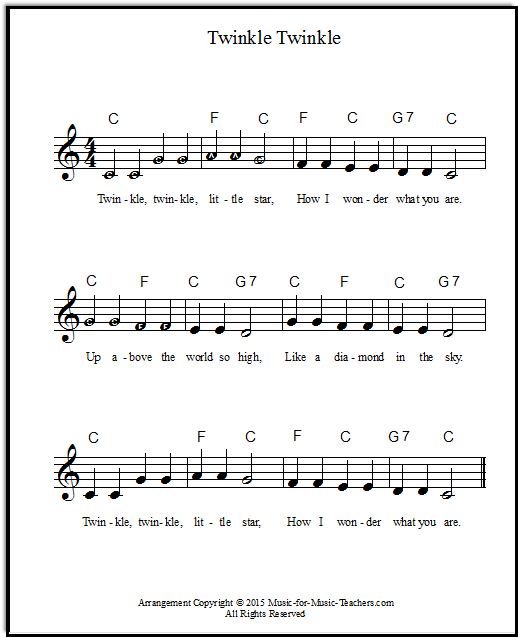 Twinkle Twinkle
C F C F C G7 C
4
4
C C G G A A G
Twin - kle, twin - kle, lit - tle star, How I won - der what you are.
C F C G7 C F C G7
G G F F
Up a - bove the world so high, Like a dia - mond in the sky.
C F C F C G7 C
Twin - kle, twin - kle, lit - tle star, How I won - der what you are.
Arrangement Copyright © 2015 Music-for-Music-Teachers.com
All Rights Reserved